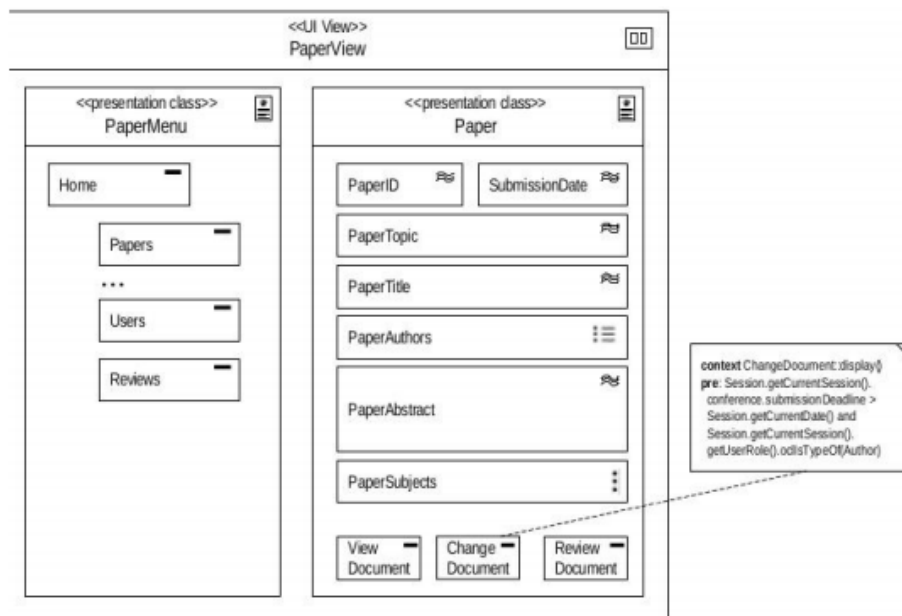 <<UI View>>
PaperView
<<presentation class>>
PaperMenu
Home
Papers
...
Users
Reviews
<<presentation class>>
Paper
PaperID
SubmissionDate
PaperTopic
PaperTitle
PaperAuthors
PaperAbstract
PaperSubjects
View
Document
Change
Document
Review
Document
context ChangeDocument::display()
pre: Session.getCurrentSession().
conference.submissionDeadline >
Session.getCurrentDate() and
Session.getCurrentSession().
getUserRole().oclIsTypeOf(Author)